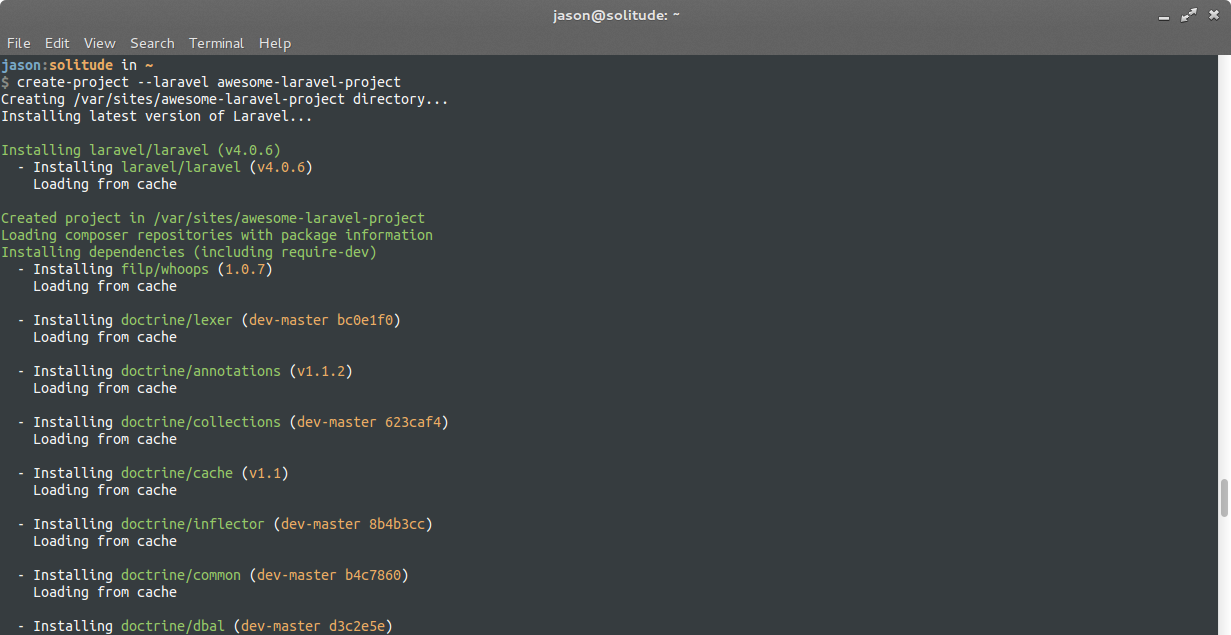 jason@solitude: ~
File Edit View Search Terminal Help
jason:solitude in ~
$ create-project --laravel awesome-laravel-project
Creating /var/sites/awesome-laravel-project directory...
Installing latest version of Laravel...
Installing laravel/laravel (v4.0.6)
  - Installing laravel/laravel (v4.0.6)
    Loading from cache
Created project in /var/sites/awesome-laravel-project
Loading composer repositories with package information
Installing dependencies (including require-dev)
  - Installing filp/whoops (1.0.7)
    Loading from cache
  - Installing doctrine/lexer (dev-master bc0e1f0)
    Loading from cache
  - Installing doctrine/annotations (v1.1.2)
    Loading from cache
  - Installing doctrine/collections (dev-master 623caf4)
    Loading from cache
  - Installing doctrine/cache (v1.1)
    Loading from cache
  - Installing doctrine/inflector (dev-master 8b4b3cc)
    Loading from cache
  - Installing doctrine/common (dev-master b4c7860)
    Loading from cache
  - Installing doctrine/dbal (dev-master d3c2e5e)